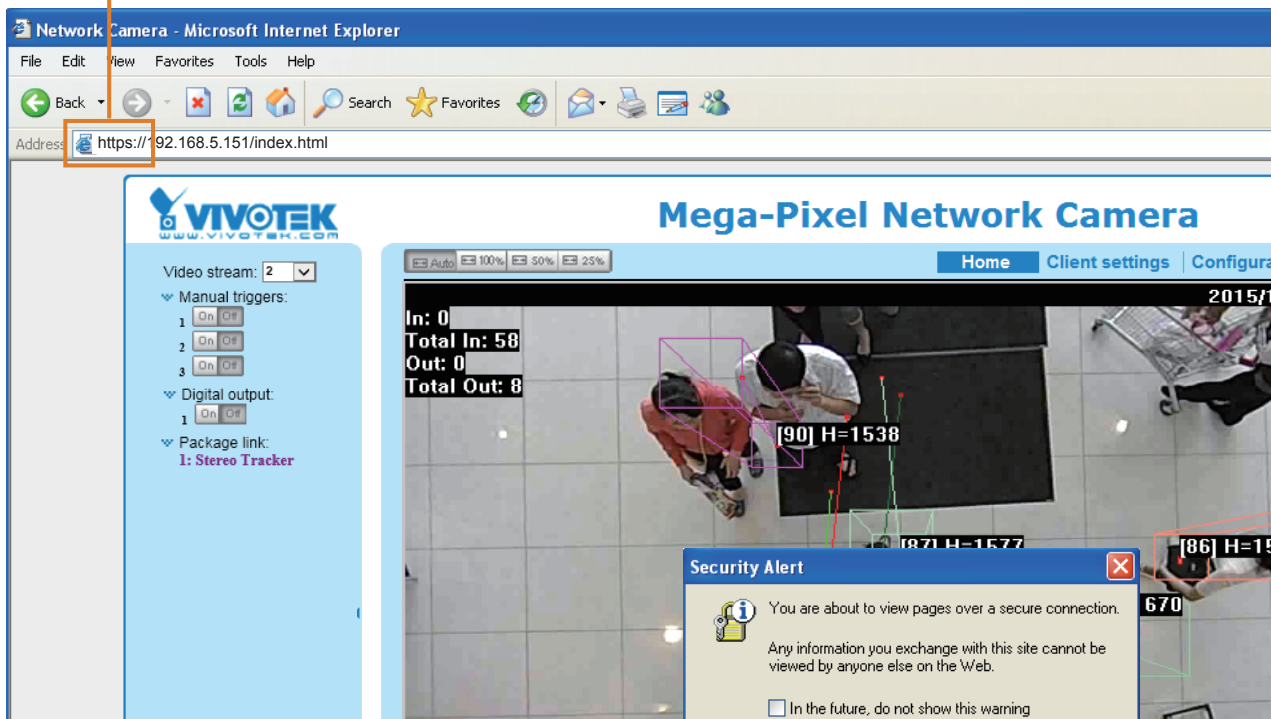 Network Camera - Microsoft Internet Explorer
File Edit View Favorites Tools Help
Back Search Favorites
Address https://192.168.5.151/index.html
VIVOTEK
www.vivotek.com
Mega-Pixel Network Camera
Video stream: 2
Manual triggers:
1 On Off
2 On Off
3 On Off
Digital output:
1 On Off
Package link:
1: Stereo Tracker
Auto 100% 50% 25%
Home Client settings Configura
2015/1
In: 0
Total In: 58
Out: 0
Total Out: 8
[90] H=1538
[87] H=1577
[86] H=15
670
Security Alert
You are about to view pages over a secure connection.
Any information you exchange with this site cannot be
viewed by anyone else on the Web.
In the future, do not show this warning